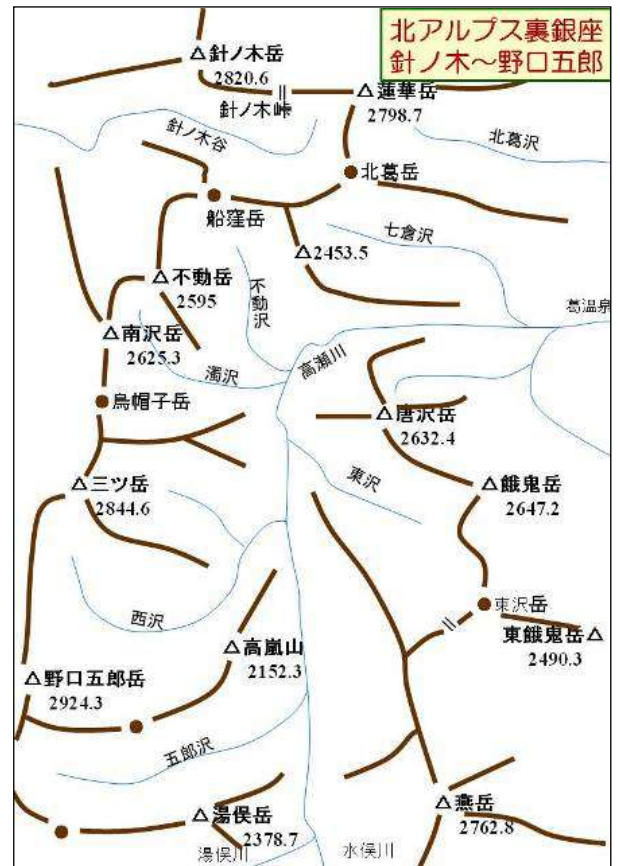 北アルプス裏銀座
針ノ木～野口五郎
△針ノ木岳
2820.6
針ノ木峠
△蓮華岳
2798.7
針ノ木谷
北葛沢
北葛岳
船窪岳
七倉沢
△2453.5
△不動岳
2595
不動沢
葛温泉
△南沢岳
2625.3
高瀬川
濁沢
烏帽子岳
△唐沢岳
2632.4
東沢
△三ツ岳
2844.6
△餓鬼岳
2647.2
西沢
東沢岳
東餓鬼岳△
2490.3
△高嵐山
2152.3
△野口五郎岳
2924.3
五郎沢
△湯俣岳
2378.7
△燕岳
2762.8
湯俣川
水俣川